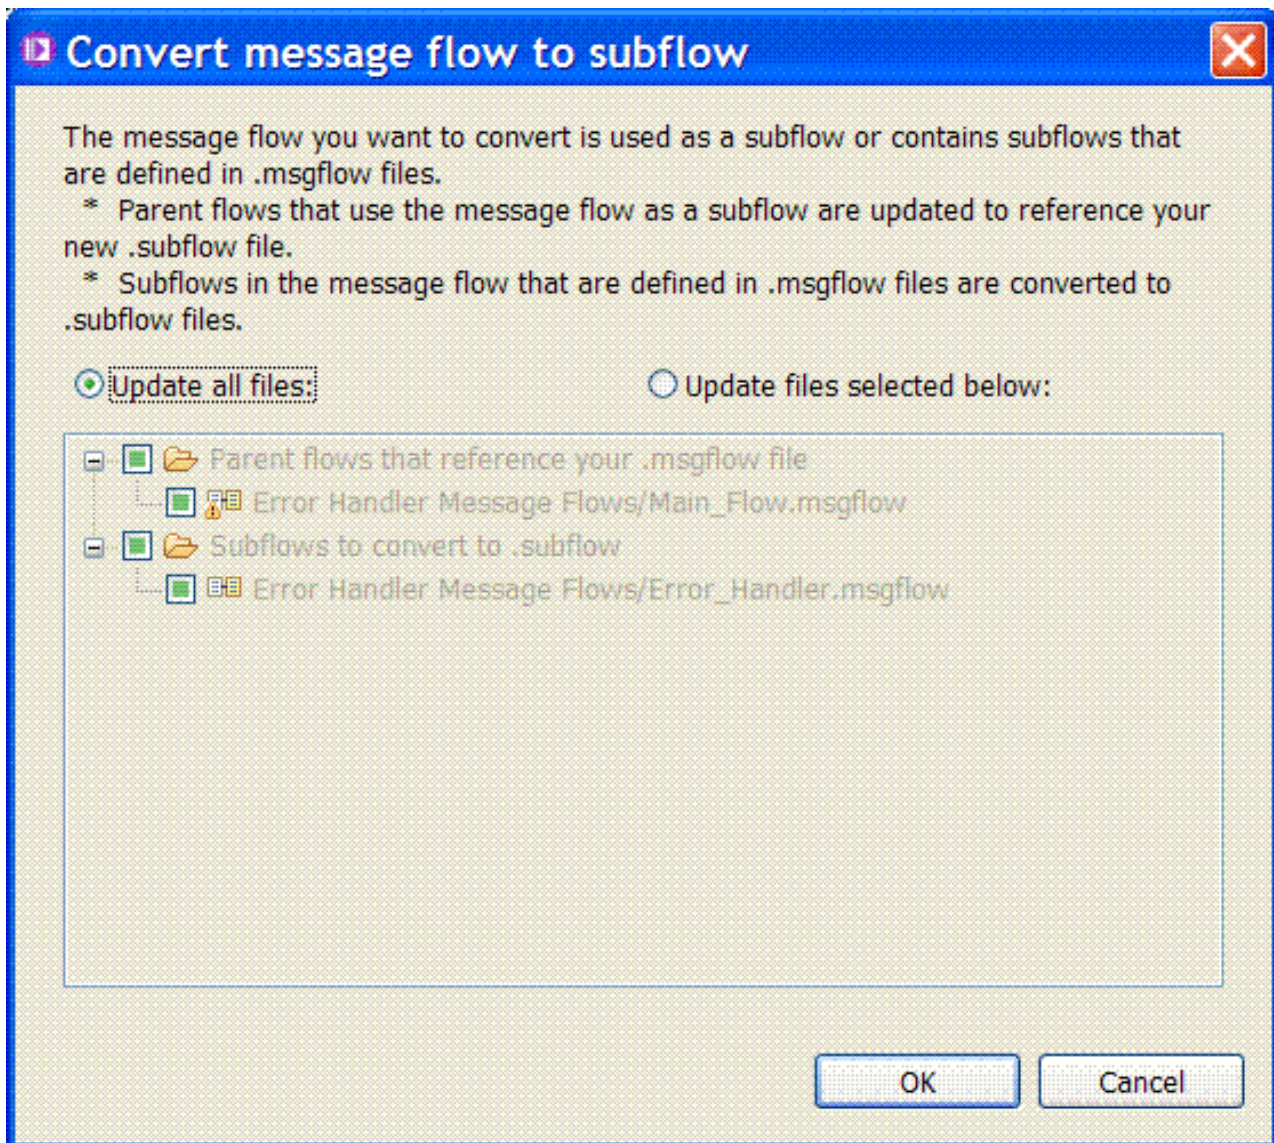 Convert message flow to subflow
The message flow you want to convert is used as a subflow or contains subflows that
are defined in .msgflow files.
* Parent flows that use the message flow as a subflow are updated to reference your
new .subflow file.
* Subflows in the message flow that are defined in .msgflow files are converted to
.subflow files.
Update all files: Update files selected below:
Parent flows that reference your .msgflow file
Error Handler Message Flows/Main_Flow.msgflow
Subflows to convert to .subflow
Error Handler Message Flows/Error_Handler.msgflow
OK Cancel